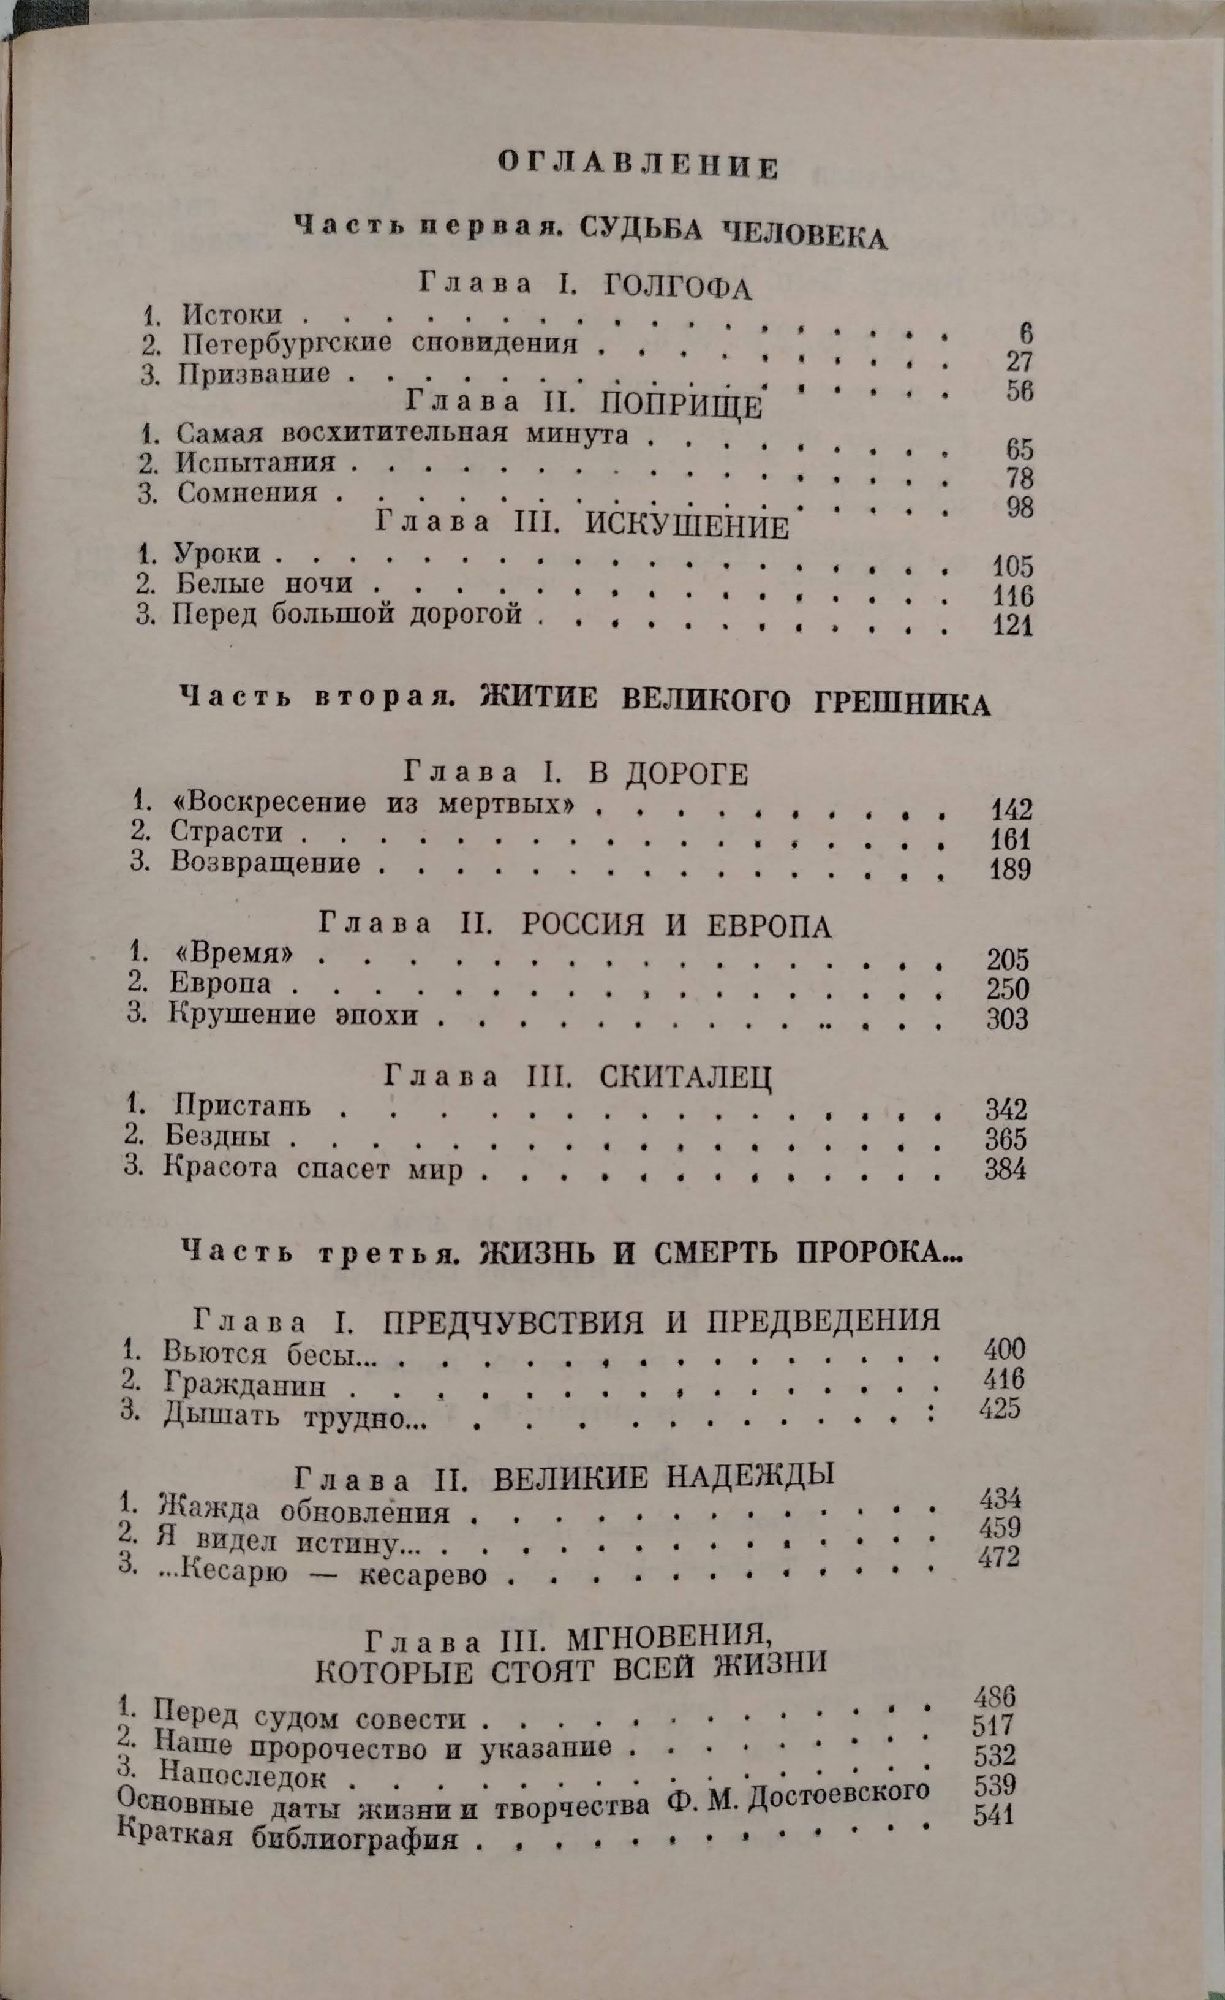 ОГЛАВЛЕНИЕ
Часть первая. СУДЬБА ЧЕЛОВЕКА
Глава I. ГОЛГОФА
1. Истоки . . . . . . . . . . . . . . . . . . 6
2. Петербургские сновидения . . . . . . . . . . 27
3. Призвание . . . . . . . . . . . . . . . . 56
Глава II. ПОПРИЩЕ
1. Самая восхитительная минута . . . . . . . . . 65
2. Испытания . . . . . . . . . . . . . . . . 78
3. Сомнения . . . . . . . . . . . . . . . . 98
Глава III. ИСКУШЕНИЕ
1. Уроки . . . . . . . . . . . . . . . . . . 105
2. Белые ночи . . . . . . . . . . . . . . . 116
3. Перед большой дорогой . . . . . . . . . . . 121
Часть вторая. ЖИТИЕ ВЕЛИКОГО ГРЕШНИКА
Глава I. В ДОРОГЕ
1. «Воскресение из мертвых» . . . . . . . . . . 142
2. Страсти . . . . . . . . . . . . . . . . . 161
3. Возвращение . . . . . . . . . . . . . . . 189
Глава II. РОССИЯ И ЕВРОПА
1. «Время» . . . . . . . . . . . . . . . . . 205
2. Европа . . . . . . . . . . . . . . . . . 250
3. Крушение эпохи . . . . . . . . . . . . . 303
Глава III. СКИТАЛЕЦ
1. Пристань . . . . . . . . . . . . . . . . 342
2. Бездны . . . . . . . . . . . . . . . . . 365
3. Красота спасет мир . . . . . . . . . . . . 384
Часть третья. ЖИЗНЬ И СМЕРТЬ ПРОРОКА...
Глава I. ПРЕДЧУВСТВИЯ И ПРЕДВЕДЕНИЯ
1. Вьются бесы... . . . . . . . . . . . . . . . 400
2. Гражданин . . . . . . . . . . . . . . . . 416
3. Дышать трудно... . . . . . . . . . . . . : 425
Глава II. ВЕЛИКИЕ НАДЕЖДЫ
1. Жажда обновления . . . . . . . . . . . . . 434
2. Я видел истину... . . . . . . . . . . . . . . 459
3. ...Кесарю — кесарево . . . . . . . . . . . . 472
Глава III. МГНОВЕНИЯ,
КОТОРЫЕ СТОЯТ ВСЕЙ ЖИЗНИ
1. Перед судом совести . . . . . . . . . . . . 486
2. Наше пророчество и указание . . . . . . . . . 517
3. Напоследок . . . . . . . . . . . . . . . . 532
Основные даты жизни и творчества Ф. М. Достоевского 539
Краткая библиография . . . . . . . . . . . . 541